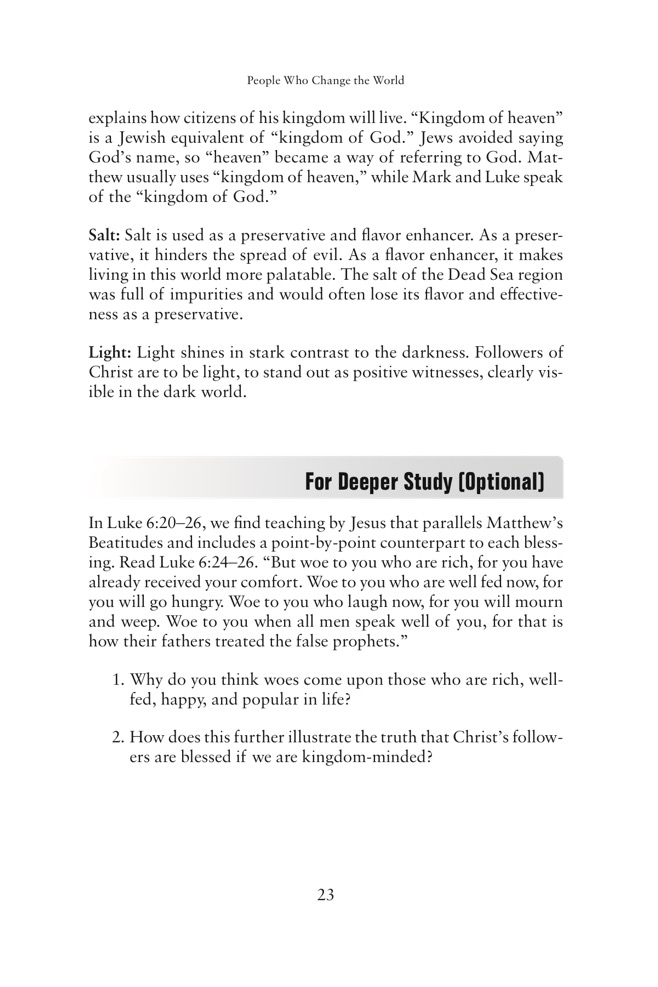 People Who Change the World
explains how citizens of his kingdom will live. “Kingdom of heaven”
is a Jewish equivalent of “kingdom of God.” Jews avoided saying
God’s name, so “heaven” became a way of referring to God. Mat-
thew usually uses “kingdom of heaven,” while Mark and Luke speak
of the “kingdom of God.”
Salt: Salt is used as a preservative and flavor enhancer. As a preser-
vative, it hinders the spread of evil. As a flavor enhancer, it makes
living in this world more palatable. The salt of the Dead Sea region
was full of impurities and would often lose its flavor and effective-
ness as a preservative.
Light: Light shines in stark contrast to the darkness. Followers of
Christ are to be light, to stand out as positive witnesses, clearly vis-
ible in the dark world.
For Deeper Study (Optional)
In Luke 6:20–26, we find teaching by Jesus that parallels Matthew’s
Beatitudes and includes a point-by-point counterpart to each bless-
ing. Read Luke 6:24–26. “But woe to you who are rich, for you have
already received your comfort. Woe to you who are well fed now, for
you will go hungry. Woe to you who laugh now, for you will mourn
and weep. Woe to you when all men speak well of you, for that is
how their fathers treated the false prophets.”
1. Why do you think woes come upon those who are rich, well-
fed, happy, and popular in life?
2. How does this further illustrate the truth that Christ’s follow-
ers are blessed if we are kingdom-minded?
23